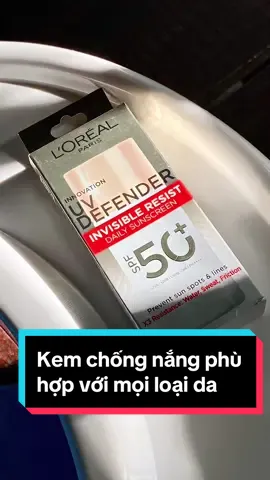 L'ORÉAL
PARIS
INNOVATION
UV
DEFENDER
INVISIBLE RESIST
DAILY SUNSCREEN
SPF
50+
Prevent sun spots & lines
X3 Resistance: Water, Sweat, Friction
Kem chống nắng phù
hợp với mọi loại da